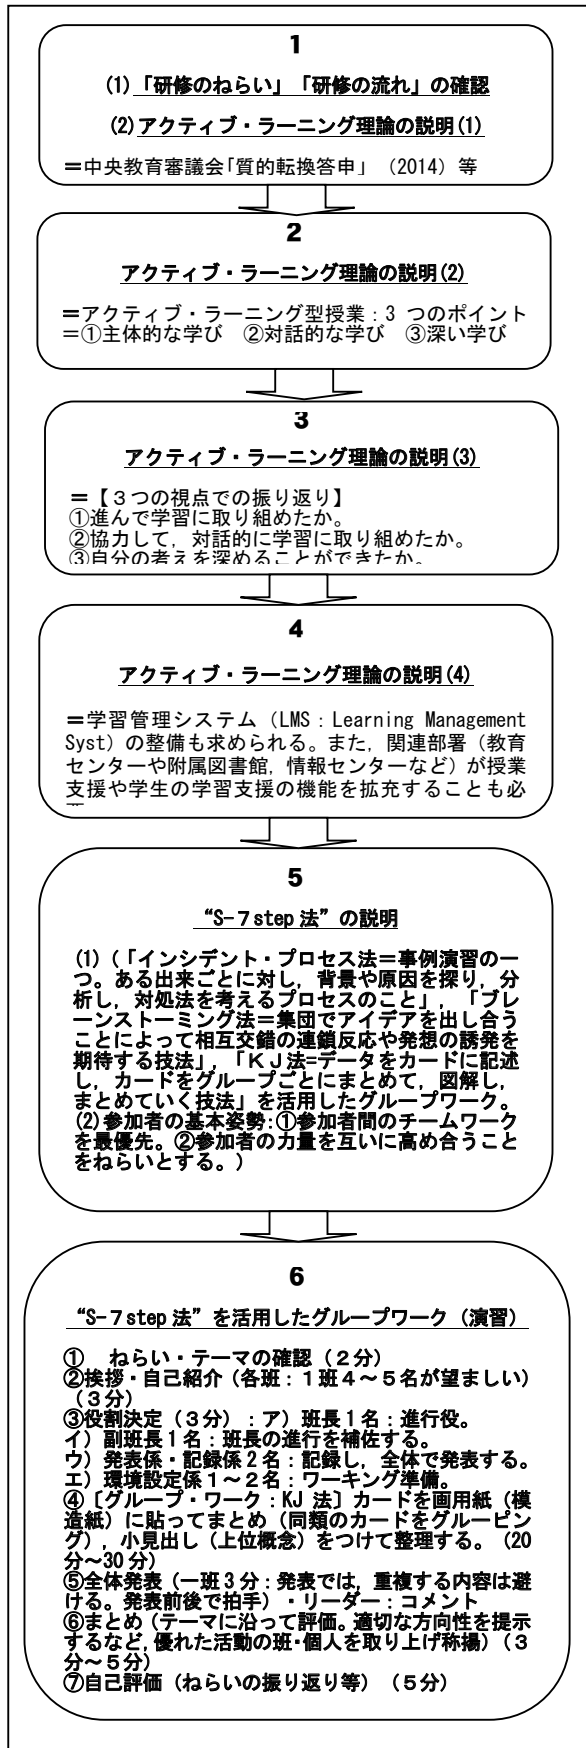 1
(1)「研修のねらい」「研修の流れ」の確認
(2)アクティブ・ラーニング理論の説明(1)
＝中央教育審議会｢質的転換答申」（2014）等
2
アクティブ・ラーニング理論の説明(2)
＝アクティブ・ラーニング型授業：3 つのポイント
＝①主体的な学び　②対話的な学び　③深い学び
3
アクティブ・ラーニング理論の説明(3)
＝【３つの視点での振り返り】
①進んで学習に取り組めたか。
②協力して，対話的に学習に取り組めたか。
③自分の考えを深めることができたか。
4
アクティブ・ラーニング理論の説明(4)
＝学習管理システム（LMS：Learning Management
Syst）の整備も求められる。また，関連部署（教育
センターや附属図書館，情報センターなど）が授業
支援や学生の学習支援の機能を拡充することも必
5
“S-７step 法”の説明
(1)（「インシデント・プロセス法＝事例演習の一
つ。ある出来ごとに対し，背景や原因を探り，分
析し，対処法を考えるプロセスのこと」，「ブレ
ーンストーミング法＝集団でアイデアを出し合う
ことによって相互交錯の連鎖反応や発想の誘発を
期待する技法」，「ＫＪ法=データをカードに記述
し，カードをグループごとにまとめて，図解し，
まとめていく技法」を活用したグループワーク。
(2)参加者の基本姿勢:①参加者間のチームワーク
を最優先。②参加者の力量を互いに高め合うこと
をねらいとする。）
6
“S-７step 法”を活用したグループワーク（演習）
①　ねらい・テーマの確認（２分）
②挨拶・自己紹介（各班：１班４～５名が望ましい）
（３分）
③役割決定（３分）：ア）班長１名：進行役。
イ）副班長１名：班長の進行を補佐する。
ウ）発表係・記録係２名：記録し，全体で発表する。
エ）環境設定係１～２名：ワーキング準備。
④〔グループ・ワーク：KJ 法〕カードを画用紙（模
造紙）に貼ってまとめ（同類のカードをグルーピン
グ），小見出し（上位概念）をつけて整理する。（20
分～30 分）
⑤全体発表（一班３分：発表では，重複する内容は避
ける。発表前後で拍手）・リーダー：コメント
⑥まとめ（テーマに沿って評価。適切な方向性を提示
するなど，優れた活動の班・個人を取り上げ称揚）（３
分～５分）
⑦自己評価（ねらいの振り返り等）（５分）